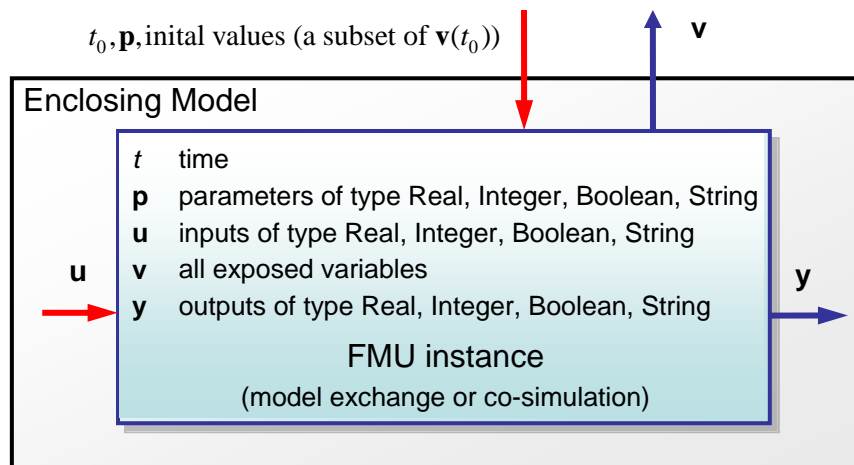 t₀, p, inital values (a subset of v(t₀))
v
Enclosing Model
t time
p parameters of type Real, Integer, Boolean, String
u inputs of type Real, Integer, Boolean, String
v all exposed variables
y outputs of type Real, Integer, Boolean, String
u
y
FMU instance
(model exchange or co-simulation)